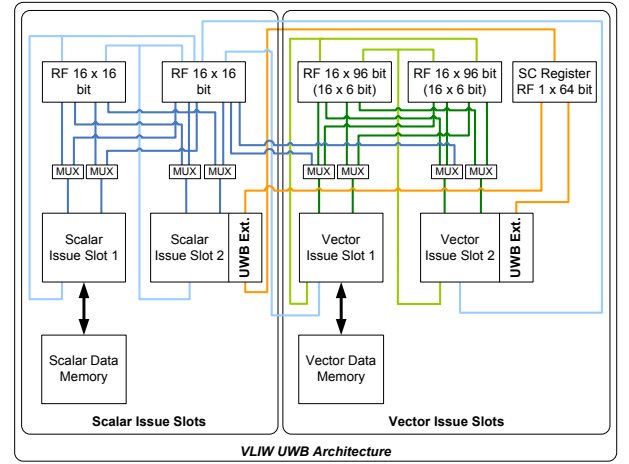 RF 16 x 16
bit
RF 16 x 16
bit
RF 16 x 96 bit
(16 x 6 bit)
RF 16 x 96 bit
(16 x 6 bit)
SC Register
RF 1 x 64 bit
MUX
MUX
MUX
MUX
MUX
MUX
MUX
MUX
Scalar
Issue Slot 1
Scalar
Issue Slot 2
UWB Ext.
Vector
Issue Slot 1
Vector
Issue Slot 2
UWB Ext.
Scalar Data
Memory
Vector Data
Memory
Scalar Issue Slots
Vector Issue Slots
VLIW UWB Architecture